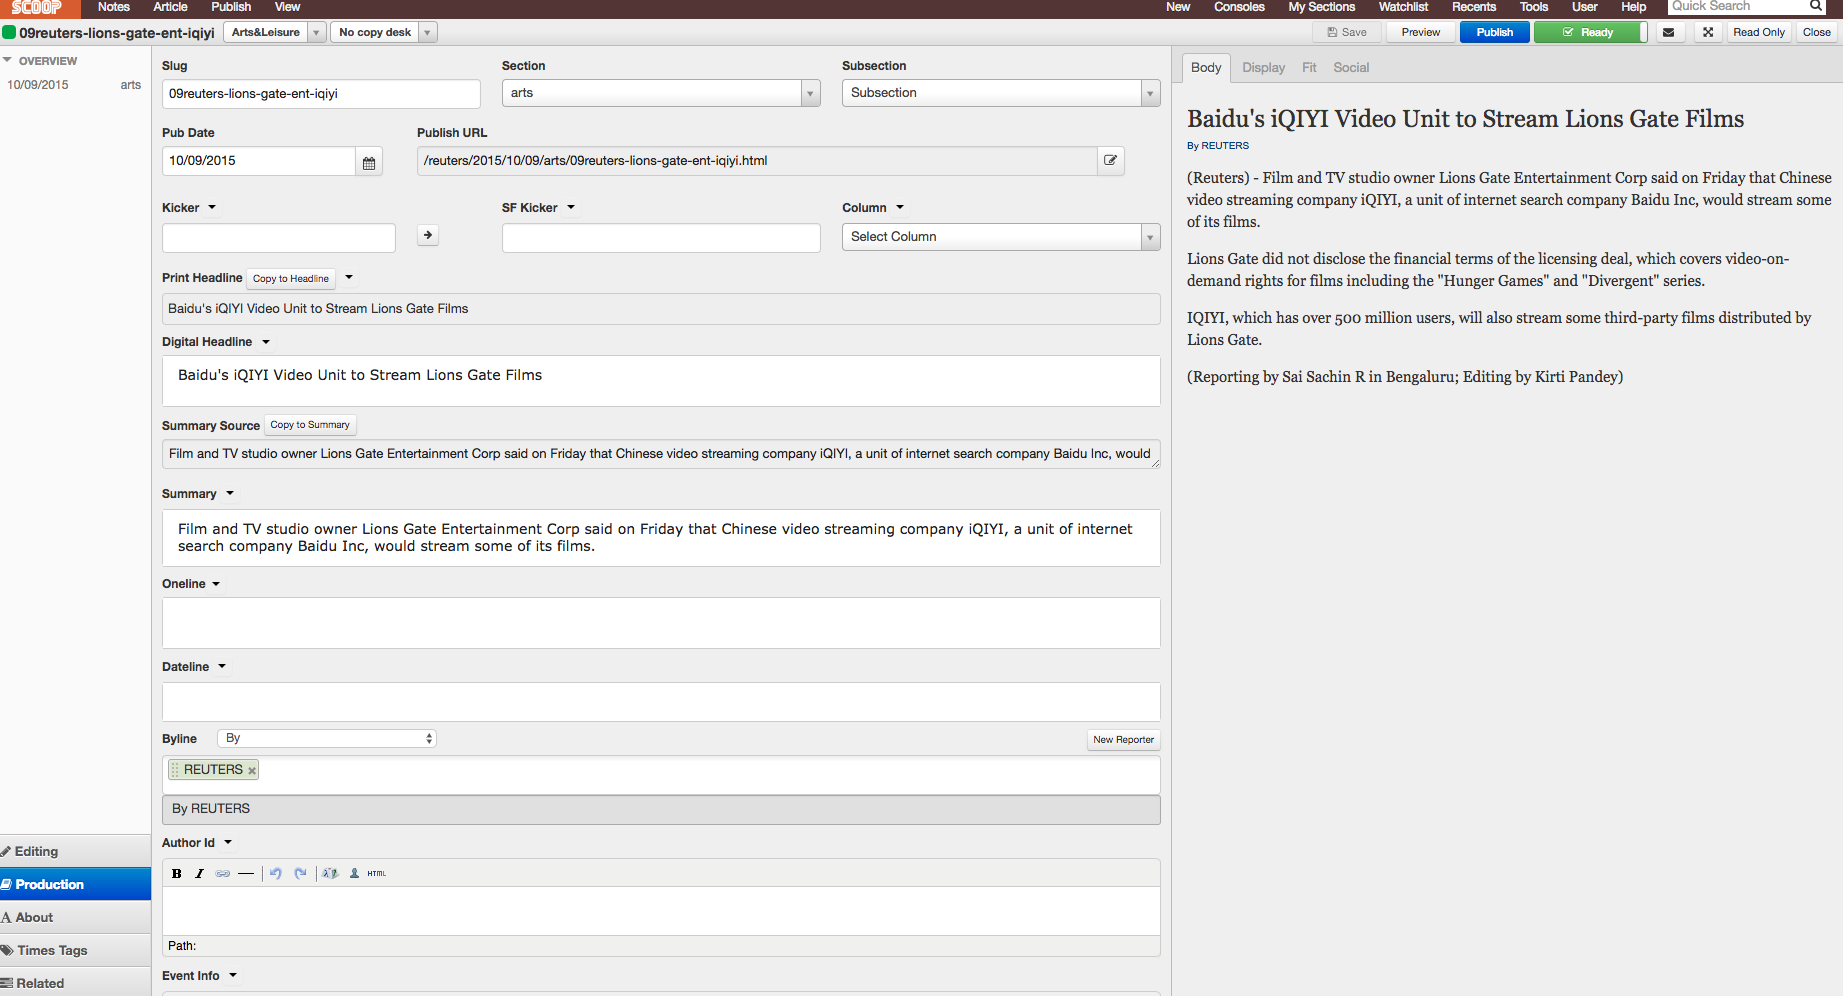 SCOOP Notes Article Publish View New Consoles My Sections Watchlist Recents Tools User Help Quick Search
09reuters-lions-gate-ent-iqiyi Arts&Leisure No copy desk Save Preview Publish Ready Read Only Close
OVERVIEW
10/09/2015 arts
Slug Section Subsection
09reuters-lions-gate-ent-iqiyi arts Subsection
Pub Date Publish URL
10/09/2015 /reuters/2015/10/09/arts/09reuters-lions-gate-ent-iqiyi.html
Kicker SF Kicker Column
Select Column
Print Headline Copy to Headline
Baidu's iQIYI Video Unit to Stream Lions Gate Films
Digital Headline
Baidu's iQIYI Video Unit to Stream Lions Gate Films
Summary Source Copy to Summary
Film and TV studio owner Lions Gate Entertainment Corp said on Friday that Chinese video streaming company iQIYI, a unit of internet search company Baidu Inc, would
Summary
Film and TV studio owner Lions Gate Entertainment Corp said on Friday that Chinese video streaming company iQIYI, a unit of internet
search company Baidu Inc, would stream some of its films.
Oneline
Dateline
Byline By New Reporter
REUTERS
By REUTERS
Author Id
B I HTML
Path:
Event Info
Editing
Production
A About
Times Tags
Related
Body Display Fit Social
Baidu's iQIYI Video Unit to Stream Lions Gate Films
By REUTERS
(Reuters) - Film and TV studio owner Lions Gate Entertainment Corp said on Friday that Chinese
video streaming company iQIYI, a unit of internet search company Baidu Inc, would stream some
of its films.
Lions Gate did not disclose the financial terms of the licensing deal, which covers video-on-
demand rights for films including the "Hunger Games" and "Divergent" series.
IQIYI, which has over 500 million users, will also stream some third-party films distributed by
Lions Gate.
(Reporting by Sai Sachin R in Bengaluru; Editing by Kirti Pandey)